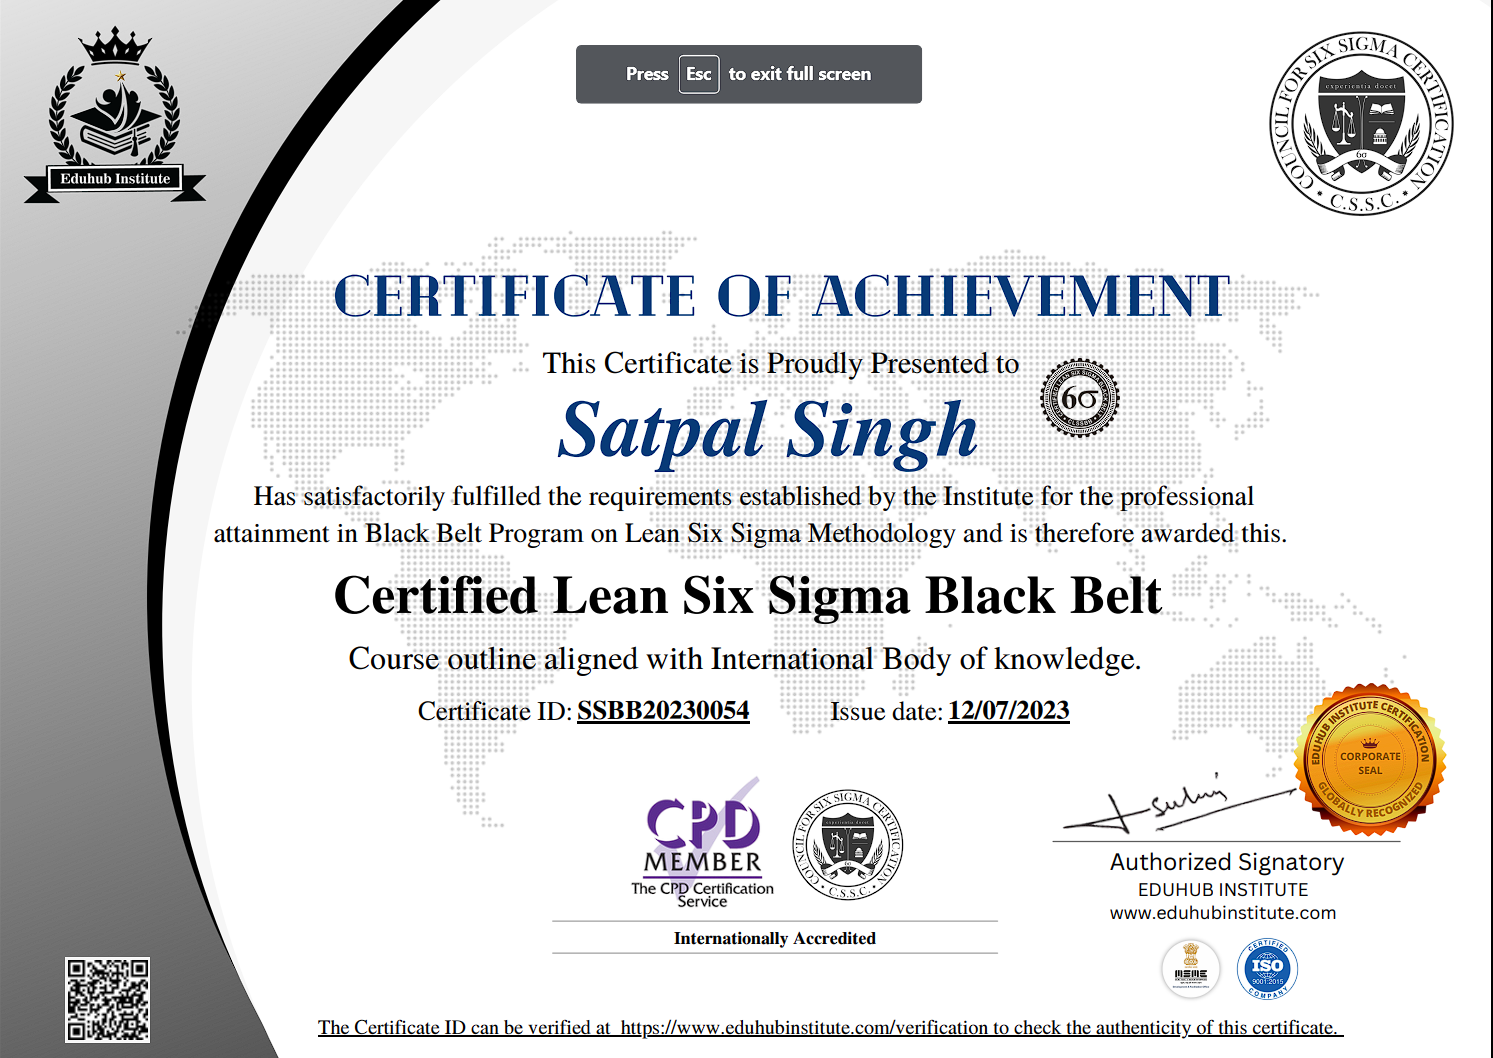 Press Esc to exit full screen
Eduhub Institute
COUNCIL FOR SIX SIGMA CERTIFICATION
experientia docet
6σ
• C.S.S.C. •
CERTIFICATE OF ACHIEVEMENT
This Certificate is Proudly Presented to
6σ
Satpal Singh
Has satisfactorily fulfilled the requirements established by the Institute for the professional
attainment in Black Belt Program on Lean Six Sigma Methodology and is therefore awarded this.
Certified Lean Six Sigma Black Belt
Course outline aligned with International Body of knowledge.
Certificate ID: SSBB20230054 Issue date: 12/07/2023
EDUHUB INSTITUTE CERTIFICATION
CORPORATE
SEAL
GLOBALLY RECOGNIZED
CPD
MEMBER
The CPD Certification
Service
COUNCIL FOR SIX SIGMA CERTIFICATION
experientia docet
• C.S.S.C. •
Authorized Signatory
EDUHUB INSTITUTE
www.eduhubinstitute.com
Internationally Accredited
CERTIFIED
ISO
9001:2015
COMPANY
The Certificate ID can be verified at https://www.eduhubinstitute.com/verification to check the authenticity of this certificate.